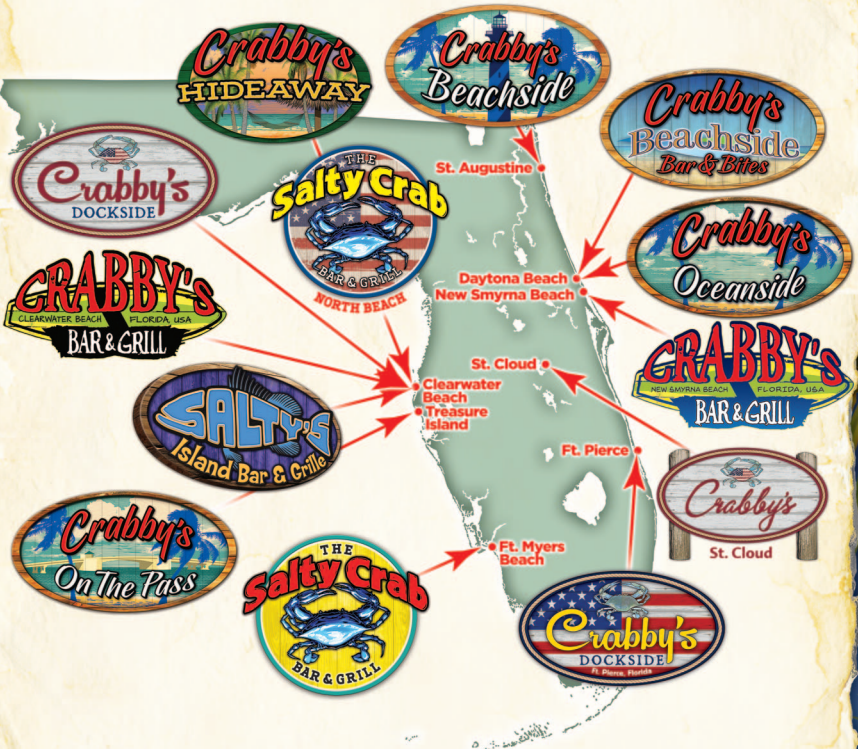 Crabby's
HIDEAWAY
Crabby's
Beachside
Crabby's
Beachside
Bar & Bites
Crabby's
DOCKSIDE
THE
Salty Crab
BAR & GRILL
NORTH BEACH
St. Augustine
Crabby's
Oceanside
Daytona Beach
New Smyrna Beach
CRABBY's
CLEARWATER BEACH FLORIDA, USA
BAR & GRILL
CRABBY's
NEW SMYRNA BEACH FLORIDA, USA
BAR & GRILL
St. Cloud
Clearwater
Beach
Treasure
Island
SALTY'S
Island Bar & Grille
Ft. Pierce
Crabby's
St. Cloud
Crabby's
On The Pass
Ft. Myers
Beach
THE
Salty Crab
BAR & GRILL
Crabby's
DOCKSIDE
Ft. Pierce, Florida